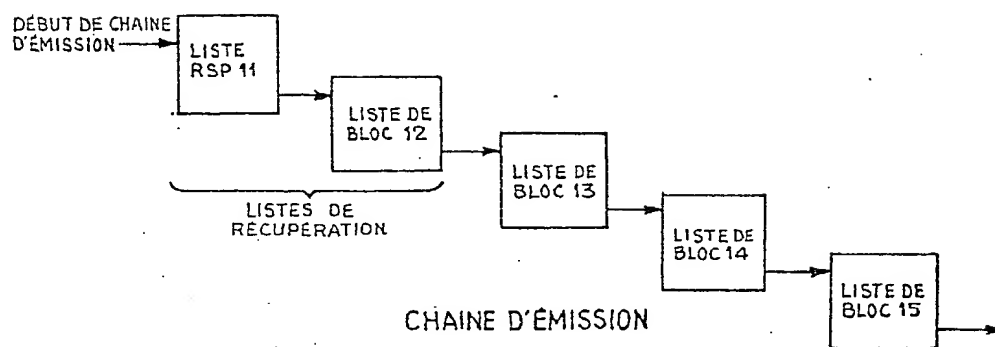 DÉBUT DE CHAINE
D'ÉMISSION
LISTE
RSP 11
LISTE DE
BLOC 12
LISTE DE
BLOC 13
LISTE DE
BLOC 14
LISTE DE
BLOC 15
LISTES DE
RÉCUPÉRATION
CHAINE D'ÉMISSION